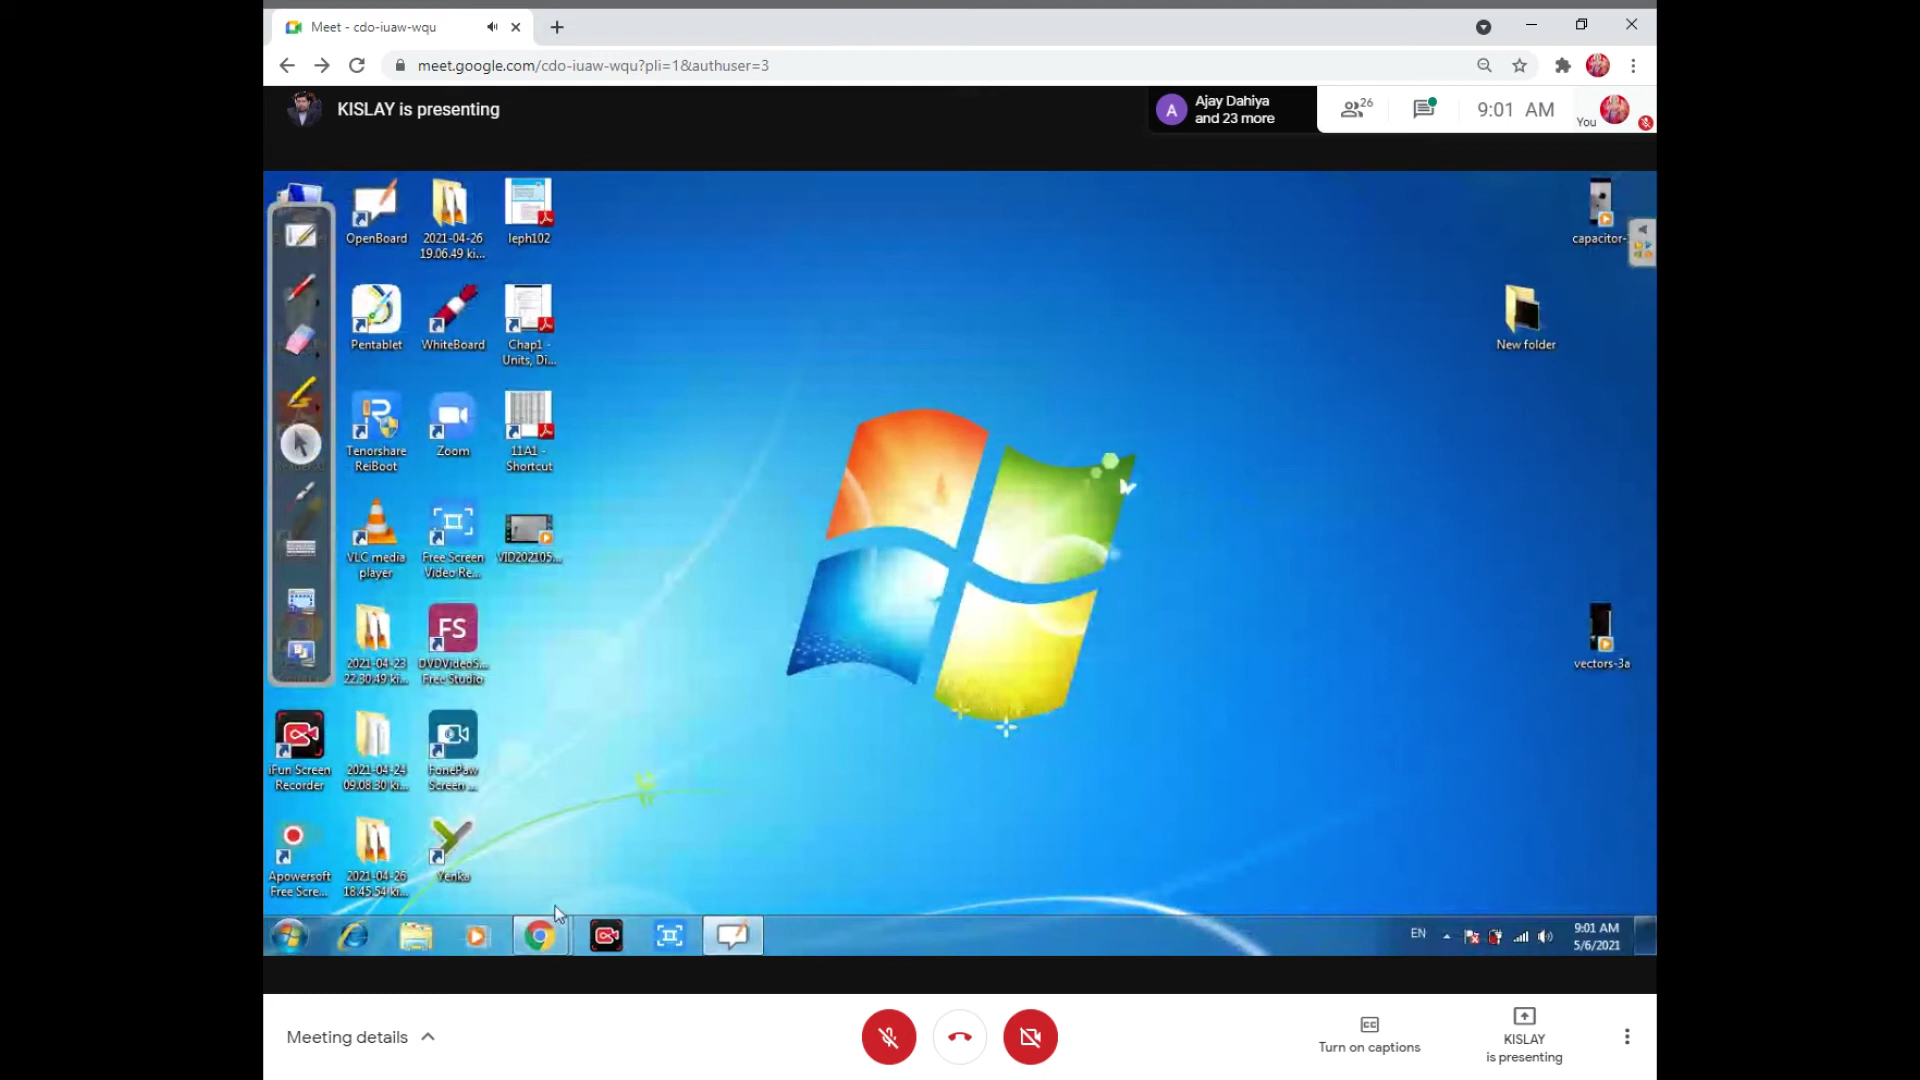 Meet - cdo-iuaw-wqu
meet.google.com/cdo-iuaw-wqu?pli=1&authuser=3
KISLAY is presenting
A
Ajay Dahiya
and 23 more
26
9:01 AM
You
OpenBoard
2021-04-26
19.06.49 ki...
leph102
capacitor-
Pentablet
WhiteBoard
Chap1 -
Units, Di...
New folder
Tenorshare
ReiBoot
Zoom
11A1 -
Shortcut
VLC media
player
Free Screen
Video Re...
VID202105...
FS
2021-04-23
22.30.49 ki...
DVDVideoS...
Free Studio
vectors-3a
iFun Screen
Recorder
2021-04-24
09.08.30 ki...
FonePaw
Screen ...
Apowersoft
Free Scre...
2021-04-26
18.45.54 ki...
Yenka
EN
9:01 AM
5/6/2021
Meeting details
CC
Turn on captions
KISLAY
is presenting